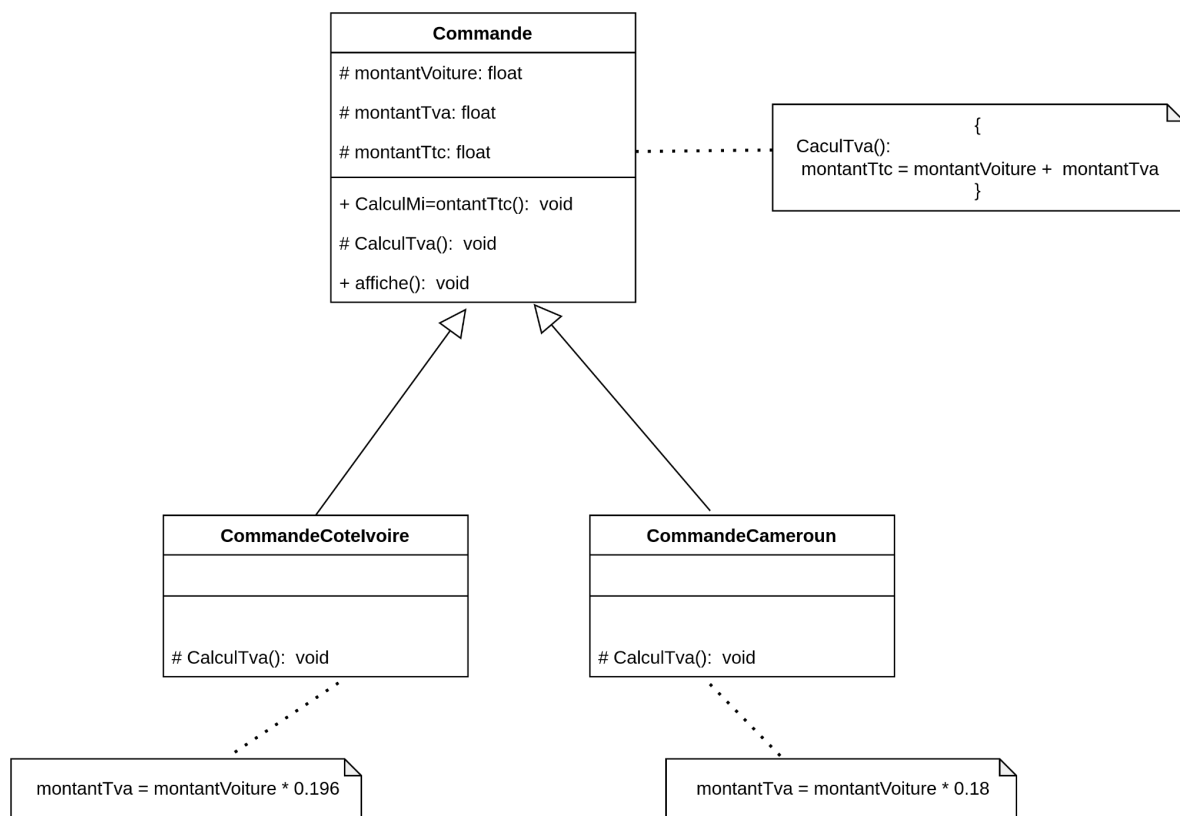 Commande
# montantVoiture: float
# montantTva: float
# montantTtc: float
+ CalculMi=ontantTtc():  void
# CalculTva():  void
+ affiche():  void
{
CaculTva():
montantTtc = montantVoiture +  montantTva
}
CommandeCoteIvoire
# CalculTva():  void
CommandeCameroun
# CalculTva():  void
montantTva = montantVoiture * 0.196
montantTva = montantVoiture * 0.18